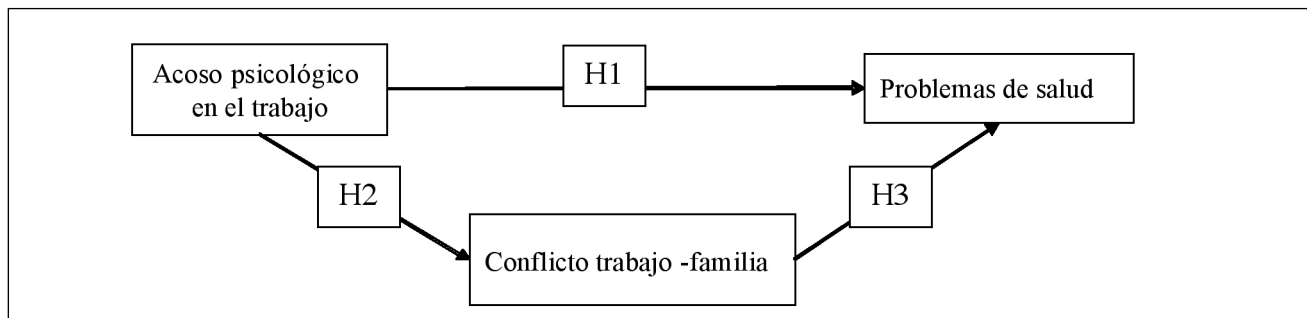 Acoso psicológico
en el trabajo
H1
Problemas de salud
H2
H3
Conflicto trabajo -familia